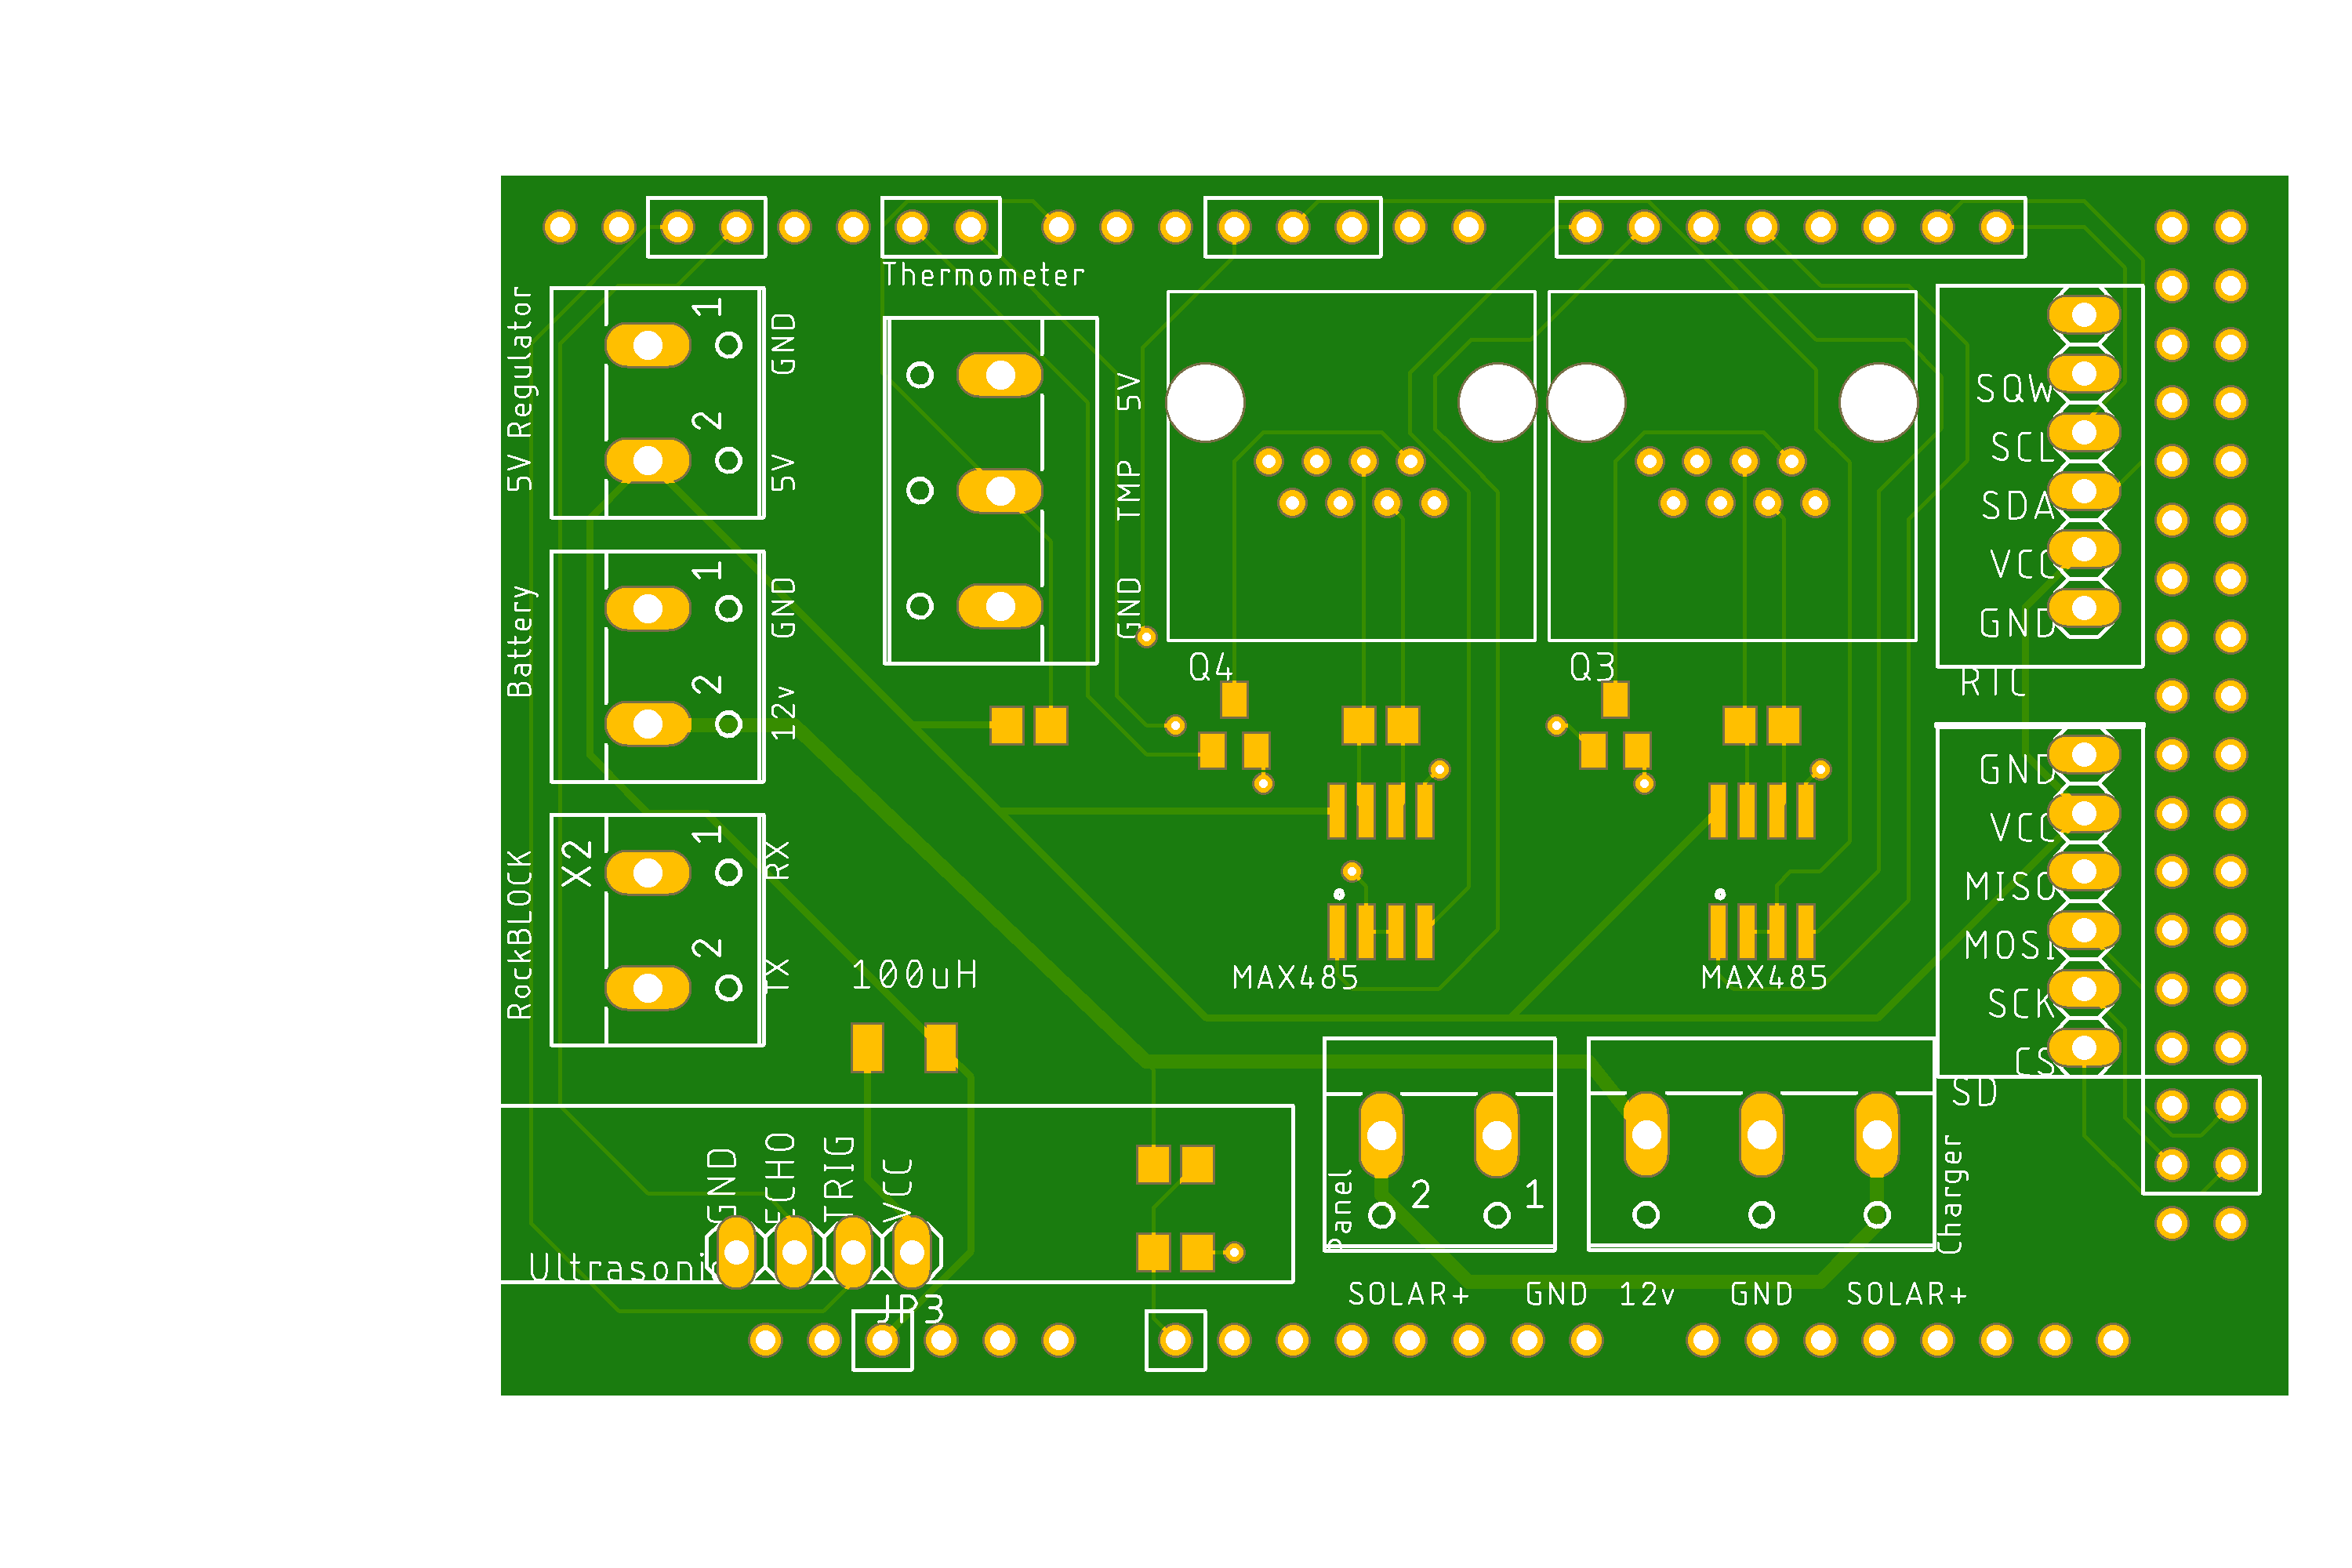 Thermometer
5V Regulator
1
GND
2
5V
5V
TMP
GND
SQW
SCL
SDA
VCC
GND
RTC
Battery
1
GND
2
12v
Q4
Q3
RockBLOCK
X2
1
RX
2
TX
100uH
MAX485
MAX485
GND
VCC
MISO
MOSI
SCK
CS
SD
GND
ECHO
TRIG
VCC
Ultrasonic
JP3
Panel
2
1
Charger
SOLAR+
GND
12v
GND
SOLAR+